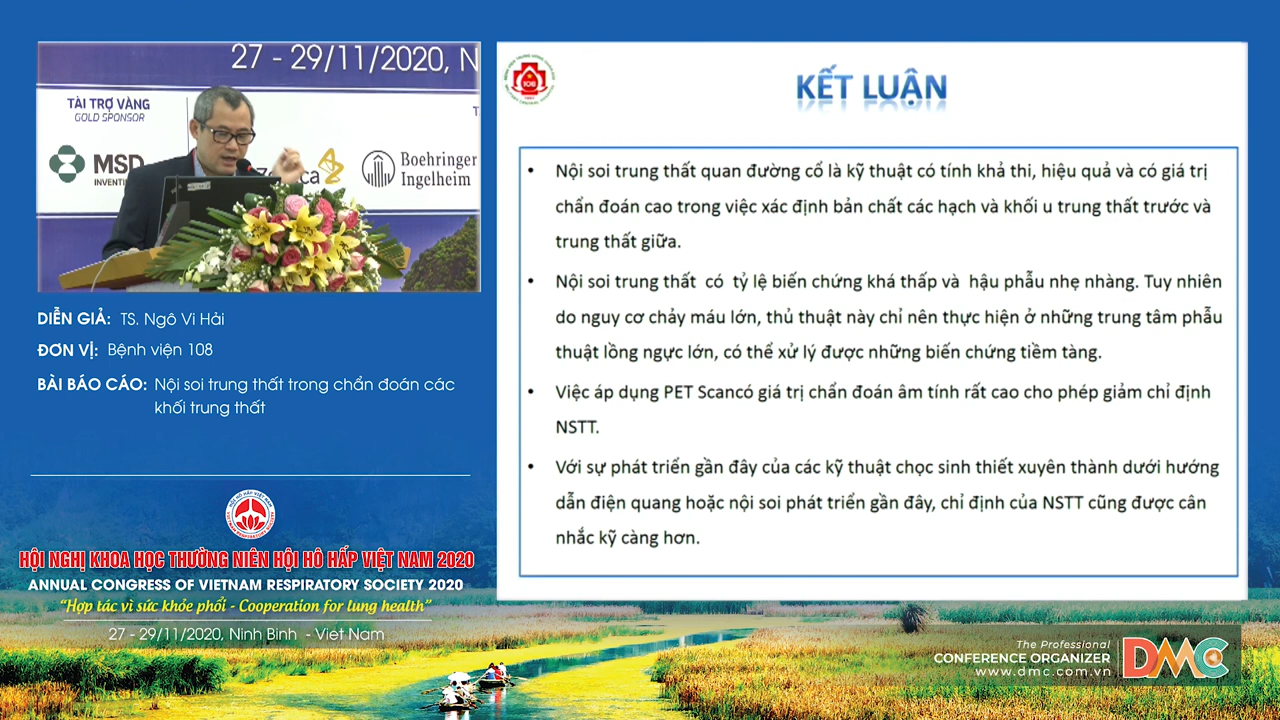 27 - 29/11/2020, N
TÀI TRỢ VÀNG
GOLD SPONSOR
MSD
INVENTI
ca
Boehringer
Ingelheim
DIỄN GIẢ: TS. Ngô Vi Hải
ĐƠN VỊ: Bệnh viện 108
BÀI BÁO CÁO: Nội soi trung thất trong chẩn đoán các
khối trung thất
HỘI NGHỊ KHOA HỌC THƯỜNG NIÊN HỘI HÔ HẤP VIỆT NAM 2020
ANNUAL CONGRESS OF VIETNAM RESPIRATORY SOCIETY 2020
“Hợp tác vì sức khỏe phổi - Cooperation for lung health”
27 - 29/11/2020, Ninh Binh - Viet Nam
108
KẾT LUẬN
• Nội soi trung thất quan đường cổ là kỹ thuật có tính khả thi, hiệu quả và có giá trị
chẩn đoán cao trong việc xác định bản chất các hạch và khối u trung thất trước và
trung thất giữa.
• Nội soi trung thất có tỷ lệ biến chứng khá thấp và hậu phẫu nhẹ nhàng. Tuy nhiên
do nguy cơ chảy máu lớn, thủ thuật này chỉ nên thực hiện ở những trung tâm phẫu
thuật lồng ngực lớn, có thể xử lý được những biến chứng tiềm tàng.
• Việc áp dụng PET Scancó giá trị chẩn đoán âm tính rất cao cho phép giảm chỉ định
NSTT.
• Với sự phát triển gần đây của các kỹ thuật chọc sinh thiết xuyên thành dưới hướng
dẫn điện quang hoặc nội soi phát triển gần đây, chỉ định của NSTT cũng được cân
nhắc kỹ càng hơn.
The Professional
CONFERENCE ORGANIZER
www.dmc.com.vn
DMC